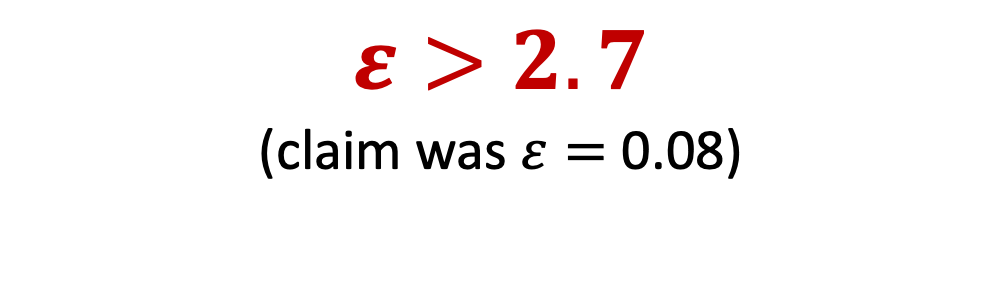 ε > 2.7
(claim was ε = 0.08)